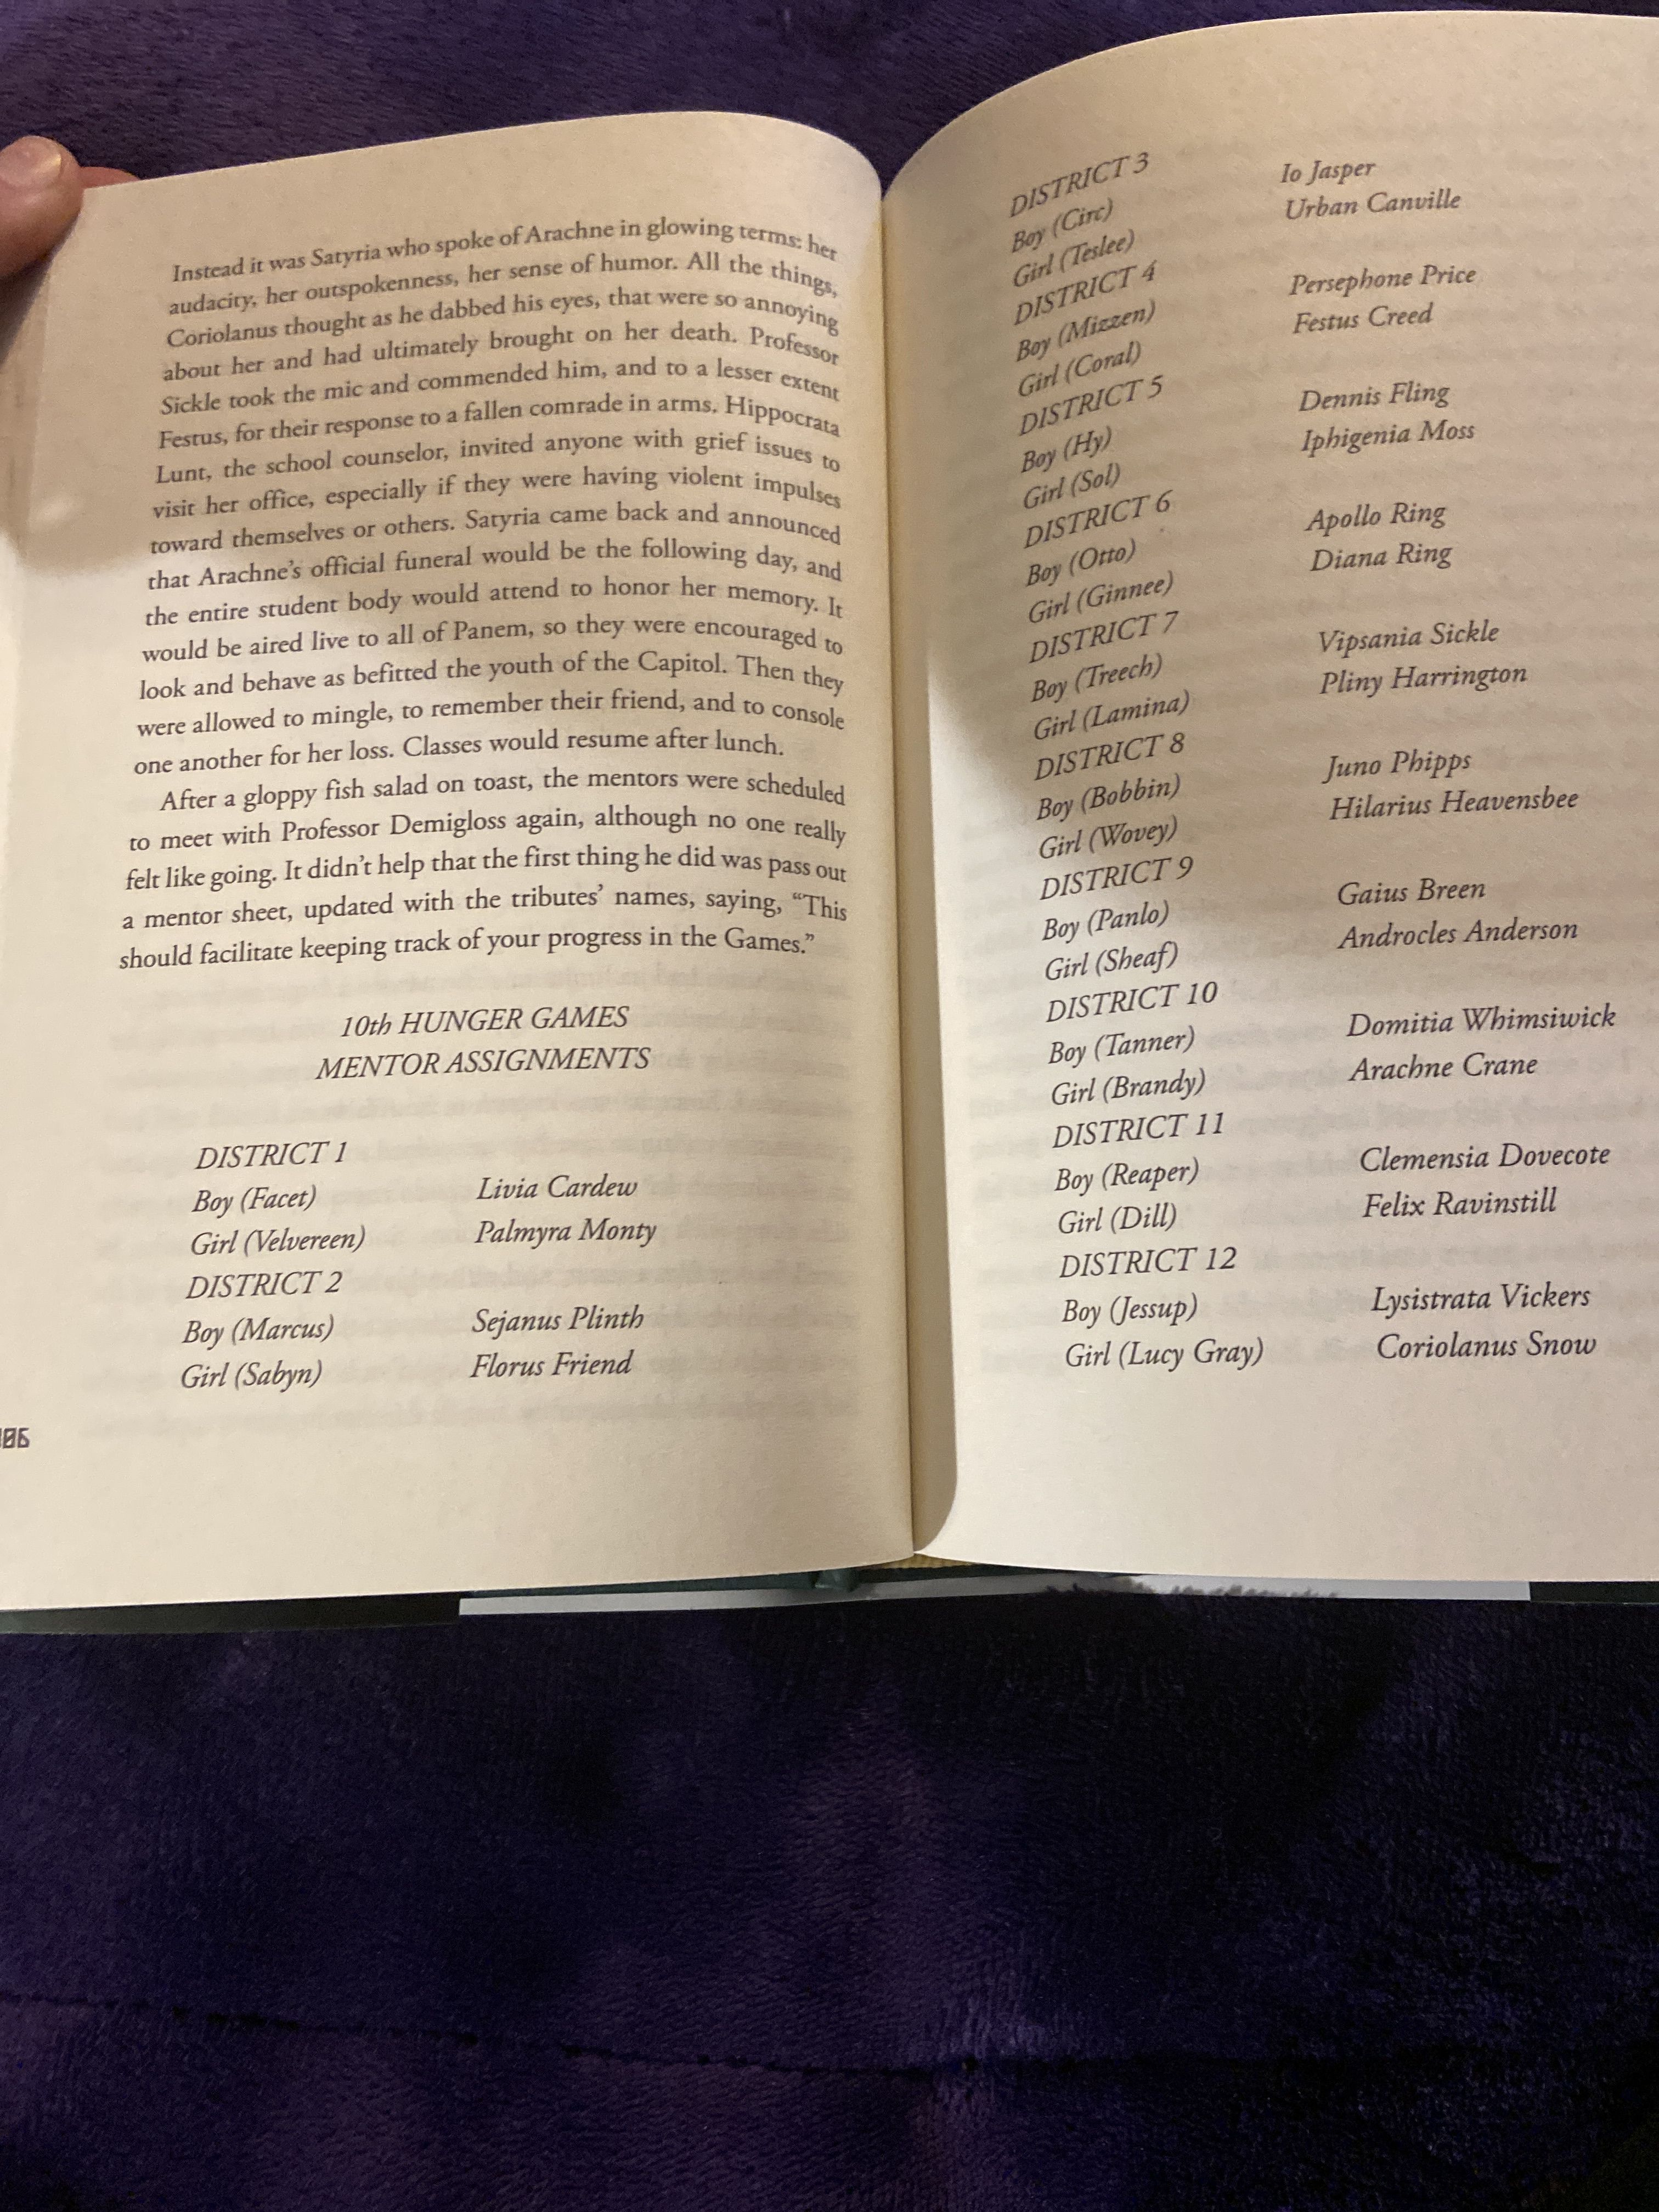 Instead it was Satyria who spoke of Arachne in glowing terms: her
audacity, her outspokenness, her sense of humor. All the things,
Coriolanus thought as he dabbed his eyes, that were so annoying
about her and had ultimately brought on her death. Professor
Sickle took the mic and commended him, and to a lesser extent
Festus, for their response to a fallen comrade in arms. Hippocrata
Lunt, the school counselor, invited anyone with grief issues to
visit her office, especially if they were having violent impulses
toward themselves or others. Satyria came back and announced
that Arachne’s official funeral would be the following day, and
the entire student body would attend to honor her memory. It
would be aired live to all of Panem, so they were encouraged to
look and behave as befitted the youth of the Capitol. Then they
were allowed to mingle, to remember their friend, and to console
one another for her loss. Classes would resume after lunch.
After a gloppy fish salad on toast, the mentors were scheduled
to meet with Professor Demigloss again, although no one really
felt like going. It didn’t help that the first thing he did was pass out
a mentor sheet, updated with the tributes’ names, saying, “This
should facilitate keeping track of your progress in the Games.”
10th HUNGER GAMES
MENTOR ASSIGNMENTS
DISTRICT 1
Boy (Facet) Livia Cardew
Girl (Velvereen) Palmyra Monty
DISTRICT 2
Boy (Marcus) Sejanus Plinth
Girl (Sabyn) Florus Friend
DISTRICT 3
Boy (Circ) Io Jasper
Girl (Teslee) Urban Canville
DISTRICT 4
Boy (Mizzen) Persephone Price
Girl (Coral) Festus Creed
DISTRICT 5
Boy (Hy) Dennis Fling
Girl (Sol) Iphigenia Moss
DISTRICT 6
Boy (Otto) Apollo Ring
Girl (Ginnee) Diana Ring
DISTRICT 7
Boy (Treech) Vipsania Sickle
Girl (Lamina) Pliny Harrington
DISTRICT 8
Boy (Bobbin) Juno Phipps
Girl (Wovey) Hilarius Heavensbee
DISTRICT 9
Boy (Panlo) Gaius Breen
Girl (Sheaf) Androcles Anderson
DISTRICT 10
Boy (Tanner) Domitia Whimsiwick
Girl (Brandy) Arachne Crane
DISTRICT 11
Boy (Reaper) Clemensia Dovecote
Girl (Dill) Felix Ravinstill
DISTRICT 12
Boy (Jessup) Lysistrata Vickers
Girl (Lucy Gray) Coriolanus Snow